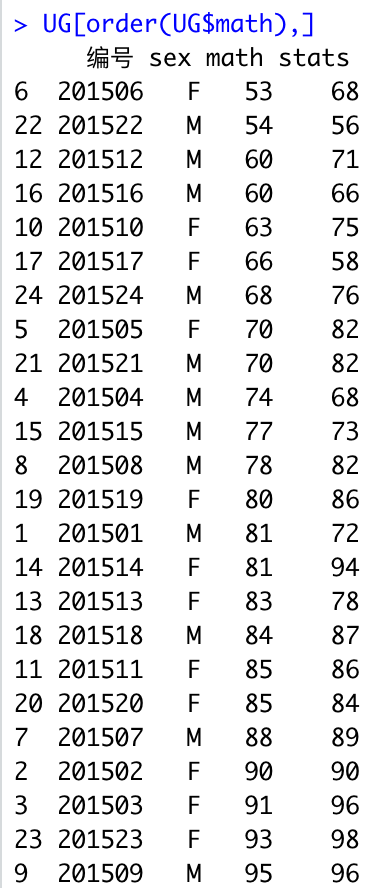 > UG[order(UG$math),]
编号 sex math stats
6 201506 F 53 68
22 201522 M 54 56
12 201512 M 60 71
16 201516 M 60 66
10 201510 F 63 75
17 201517 F 66 58
24 201524 M 68 76
5 201505 F 70 82
21 201521 M 70 82
4 201504 M 74 68
15 201515 M 77 73
8 201508 M 78 82
19 201519 F 80 86
1 201501 M 81 72
14 201514 F 81 94
13 201513 F 83 78
18 201518 M 84 87
11 201511 F 85 86
20 201520 F 85 84
7 201507 M 88 89
2 201502 F 90 90
3 201503 F 91 96
23 201523 F 93 98
9 201509 M 95 96